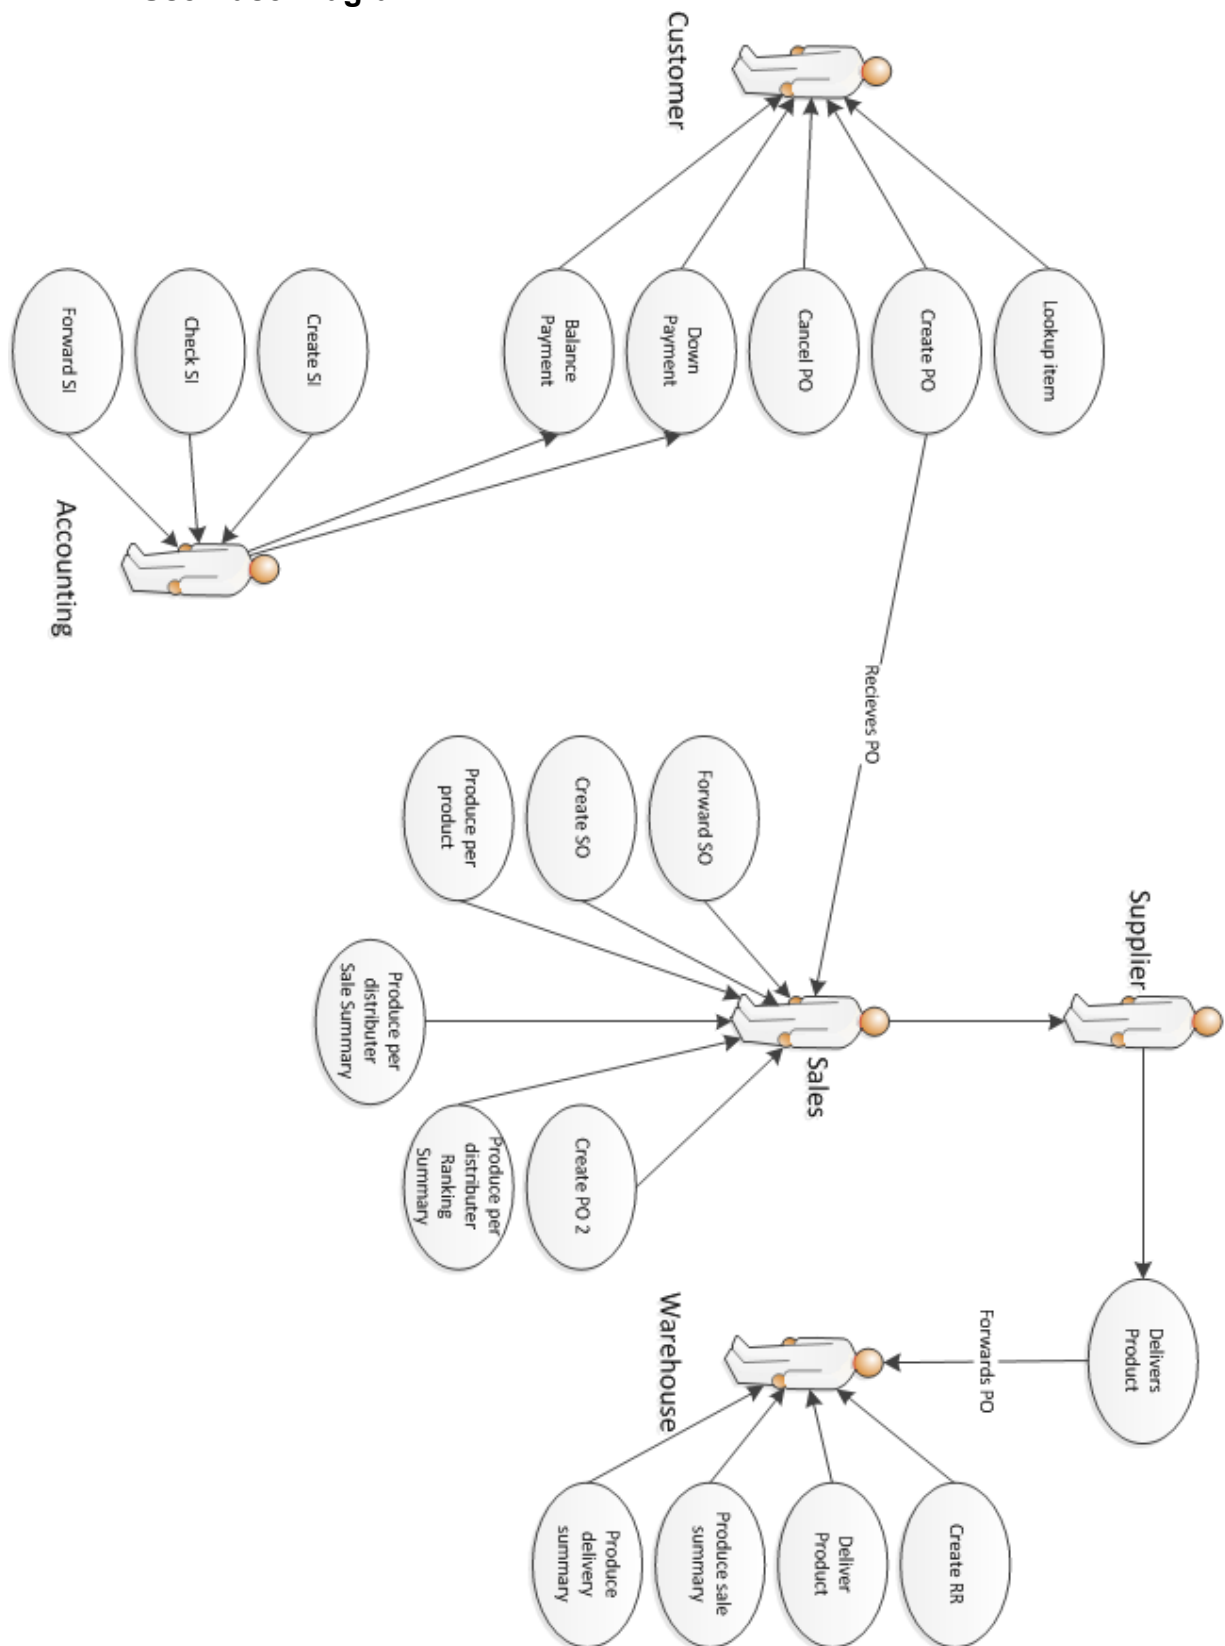 Customer
Lookup item
Create PO
Cancel PO
Down
Payment
Balance
Payment
Create SI
Check SI
Forward SI
Accounting
Recieves PO
Supplier
Sales
Forward SO
Create SO
Produce per
product
Produce per
distributer
Sale Summary
Produce per
distributer
Ranking
Summary
Create PO 2
Delivers
Product
Forwards PO
Warehouse
Create RR
Deliver
Product
Produce sale
summary
Produce
delivery
summary